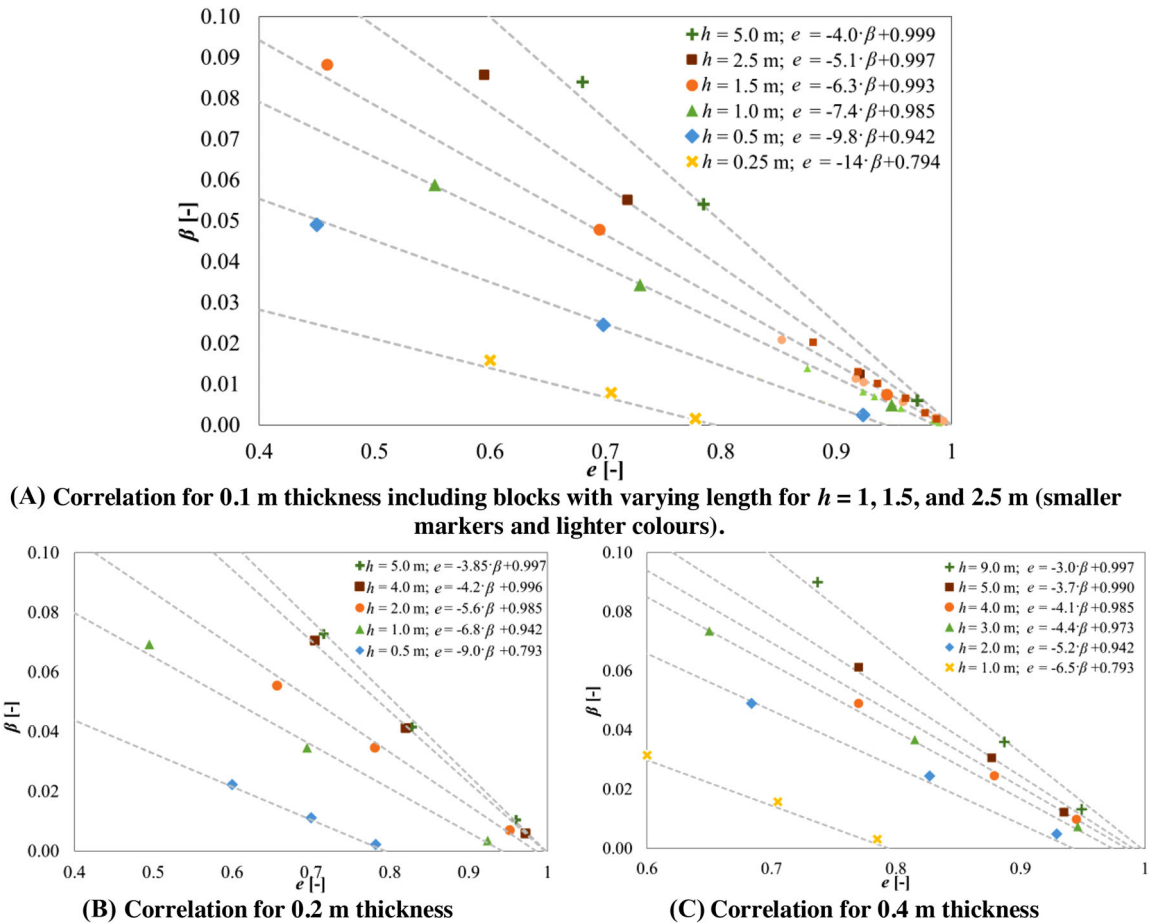 0.10
0.09
0.08
0.07
0.06
0.05
0.04
0.03
0.02
0.01
0.00
β [-]
h = 5.0 m; e = -4.0·β+0.999
h = 2.5 m; e = -5.1·β+0.997
h = 1.5 m; e = -6.3·β+0.993
h = 1.0 m; e = -7.4·β+0.985
h = 0.5 m; e = -9.8·β+0.942
h = 0.25 m; e = -14·β+0.794
0.4 0.5 0.6 0.7 0.8 0.9 1
e [-]
(A) Correlation for 0.1 m thickness including blocks with varying length for h = 1, 1.5, and 2.5 m (smaller
markers and lighter colours).
0.10
0.08
0.06
0.04
0.02
0.00
β [-]
h = 5.0 m; e = -3.85·β+0.997
h = 4.0 m; e = -4.2·β+0.996
h = 2.0 m; e = -5.6·β+0.985
h = 1.0 m; e = -6.8·β+0.942
h = 0.5 m; e = -9.0·β+0.793
0.4 0.5 0.6 0.7 0.8 0.9 1
e [-]
(B) Correlation for 0.2 m thickness
0.10
0.08
0.06
0.04
0.02
0.00
β [-]
h = 9.0 m; e = -3.0·β+0.997
h = 5.0 m; e = -3.7·β+0.990
h = 4.0 m; e = -4.1·β+0.985
h = 3.0 m; e = -4.4·β+0.973
h = 2.0 m; e = -5.2·β+0.942
h = 1.0 m; e = -6.5·β+0.793
0.6 0.7 0.8 0.9 1
e [-]
(C) Correlation for 0.4 m thickness